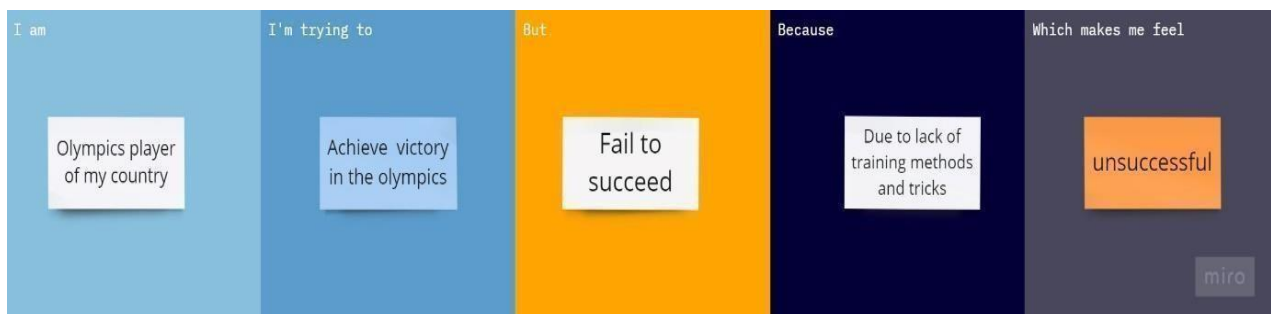 I am
Olympics player
of my country
I'm trying to
Achieve victory
in the olympics
But
Fail to
succeed
Because
Due to lack of
training methods
and tricks
Which makes me feel
unsuccessful
miro